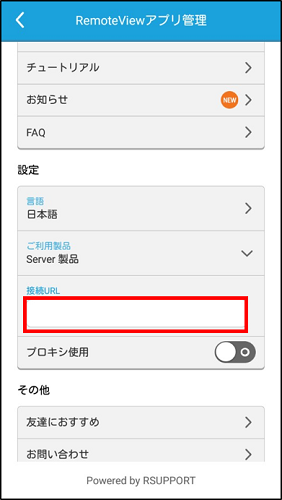 RemoteViewアプリ管理
チュートリアル
お知らせ NEW
FAQ
設定
言語
日本語
ご利用製品
Server 製品
接続URL
プロキシ使用
その他
友達におすすめ
お問い合わせ
Powered by RSUPPORT